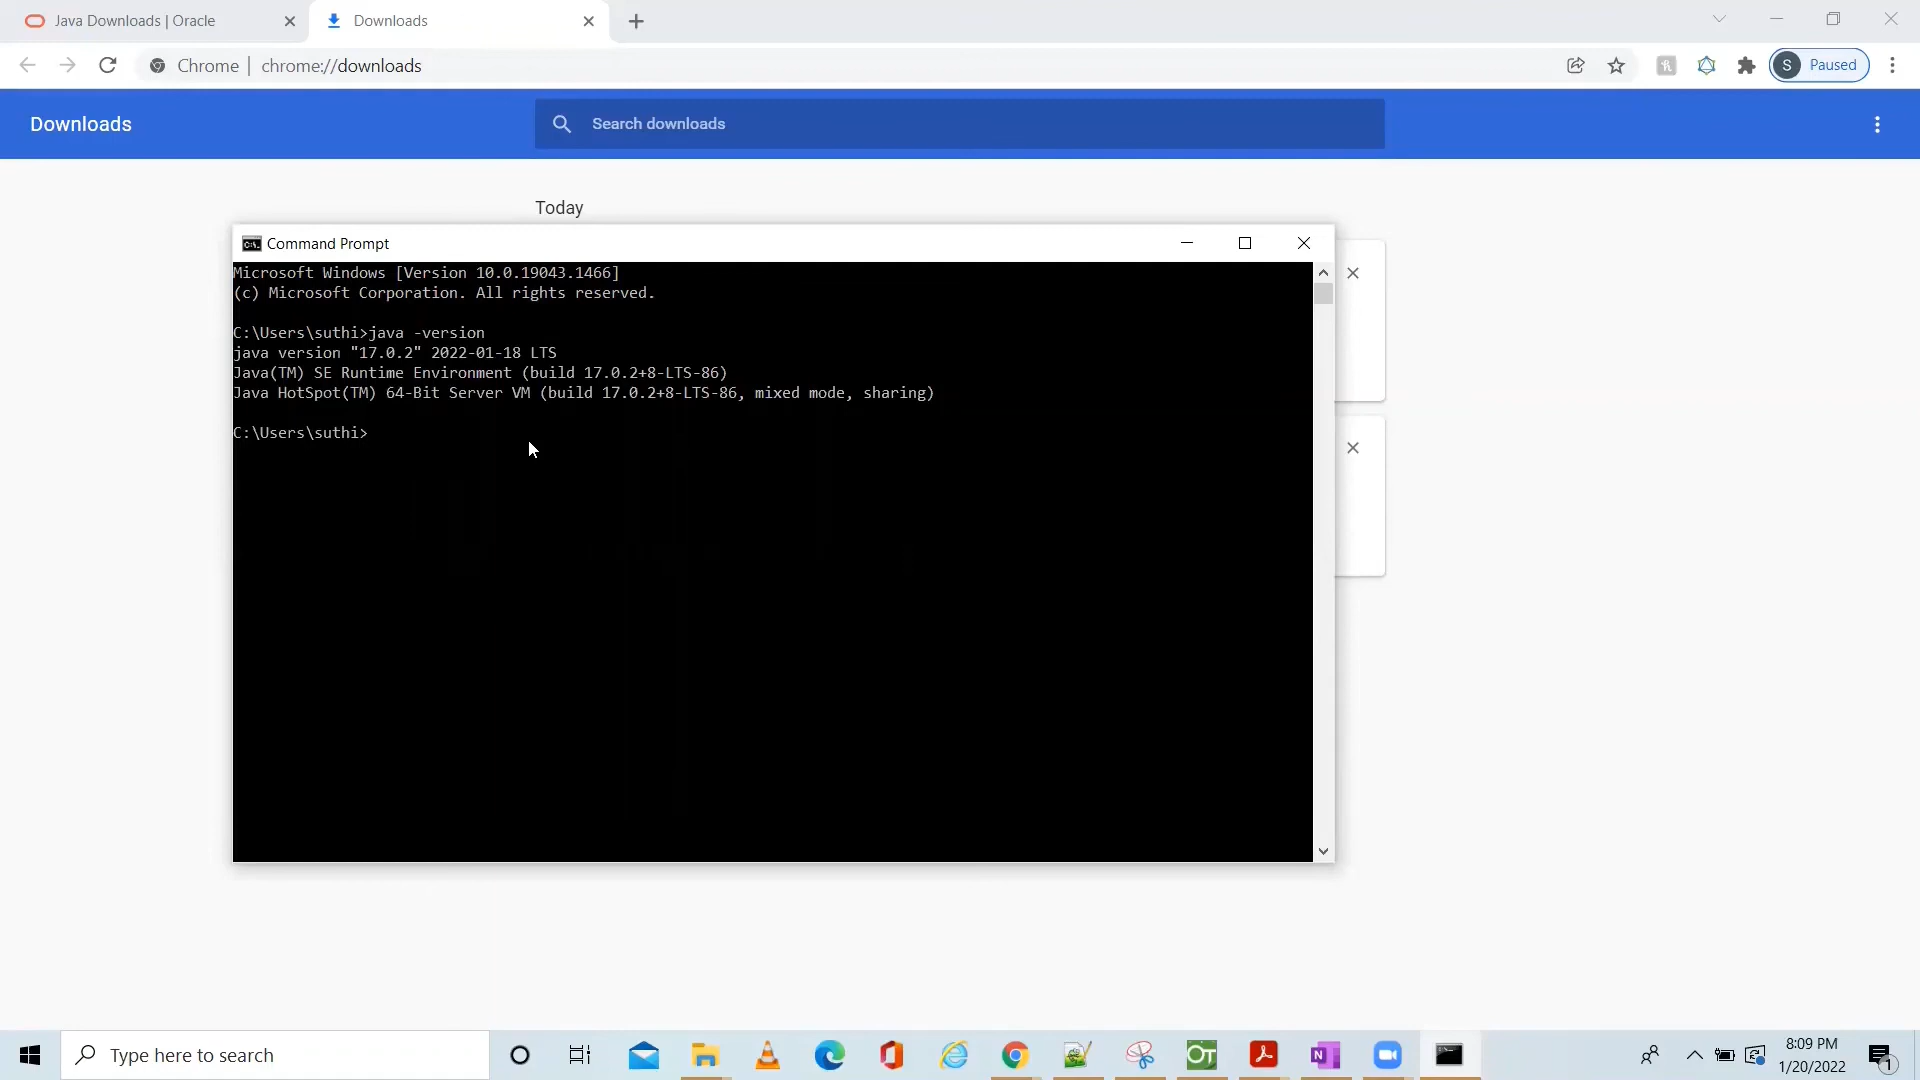 Java Downloads | Oracle
Downloads
Chrome | chrome://downloads
S Paused
Downloads
Search downloads
Today
Command Prompt
Microsoft Windows [Version 10.0.19043.1466]
(c) Microsoft Corporation. All rights reserved.
C:\Users\suthi>java -version
java version "17.0.2" 2022-01-18 LTS
Java(TM) SE Runtime Environment (build 17.0.2+8-LTS-86)
Java HotSpot(TM) 64-Bit Server VM (build 17.0.2+8-LTS-86, mixed mode, sharing)
C:\Users\suthi>
Type here to search
OT
N
8:09 PM
1/20/2022
1